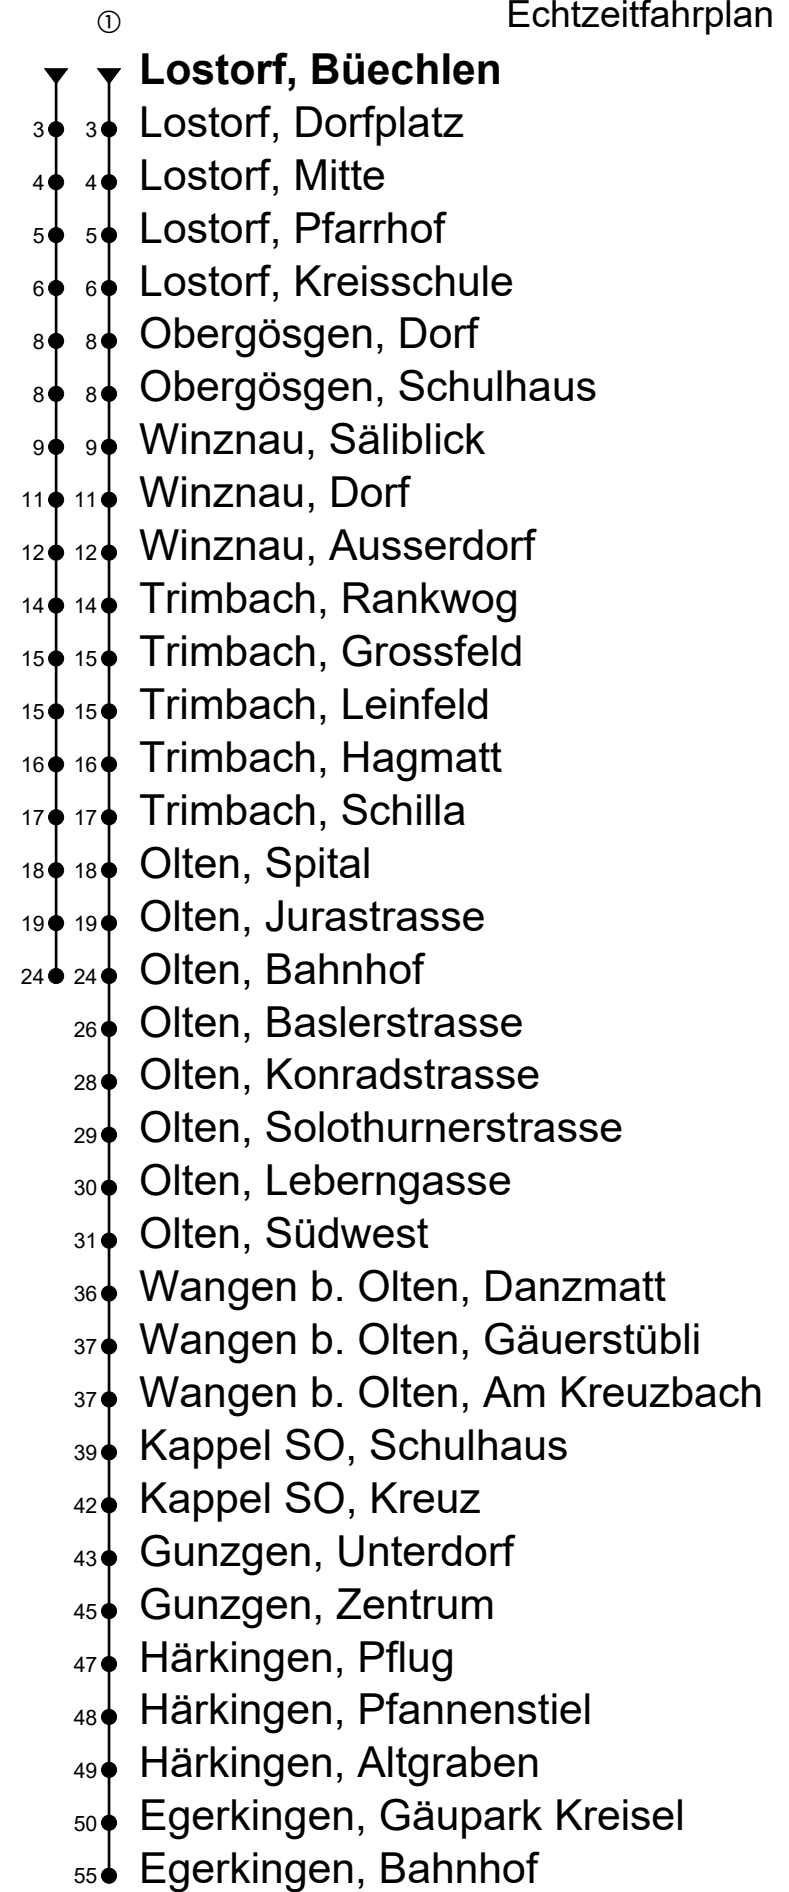 ① Echtzeitfahrplan
Lostorf, Büechlen
3 3 Lostorf, Dorfplatz
4 4 Lostorf, Mitte
5 5 Lostorf, Pfarrhof
6 6 Lostorf, Kreisschule
8 8 Obergösgen, Dorf
8 8 Obergösgen, Schulhaus
9 9 Winznau, Säliblick
11 11 Winznau, Dorf
12 12 Winznau, Ausserdorf
14 14 Trimbach, Rankwog
15 15 Trimbach, Grossfeld
15 15 Trimbach, Leinfeld
16 16 Trimbach, Hagmatt
17 17 Trimbach, Schilla
18 18 Olten, Spital
19 19 Olten, Jurastrasse
24 24 Olten, Bahnhof
26 Olten, Baslerstrasse
28 Olten, Konradstrasse
29 Olten, Solothurnerstrasse
30 Olten, Leberngasse
31 Olten, Südwest
36 Wangen b. Olten, Danzmatt
37 Wangen b. Olten, Gäuerstübli
37 Wangen b. Olten, Am Kreuzbach
39 Kappel SO, Schulhaus
42 Kappel SO, Kreuz
43 Gunzgen, Unterdorf
45 Gunzgen, Zentrum
47 Härkingen, Pflug
48 Härkingen, Pfannenstiel
49 Härkingen, Altgraben
50 Egerkingen, Gäupark Kreisel
55 Egerkingen, Bahnhof